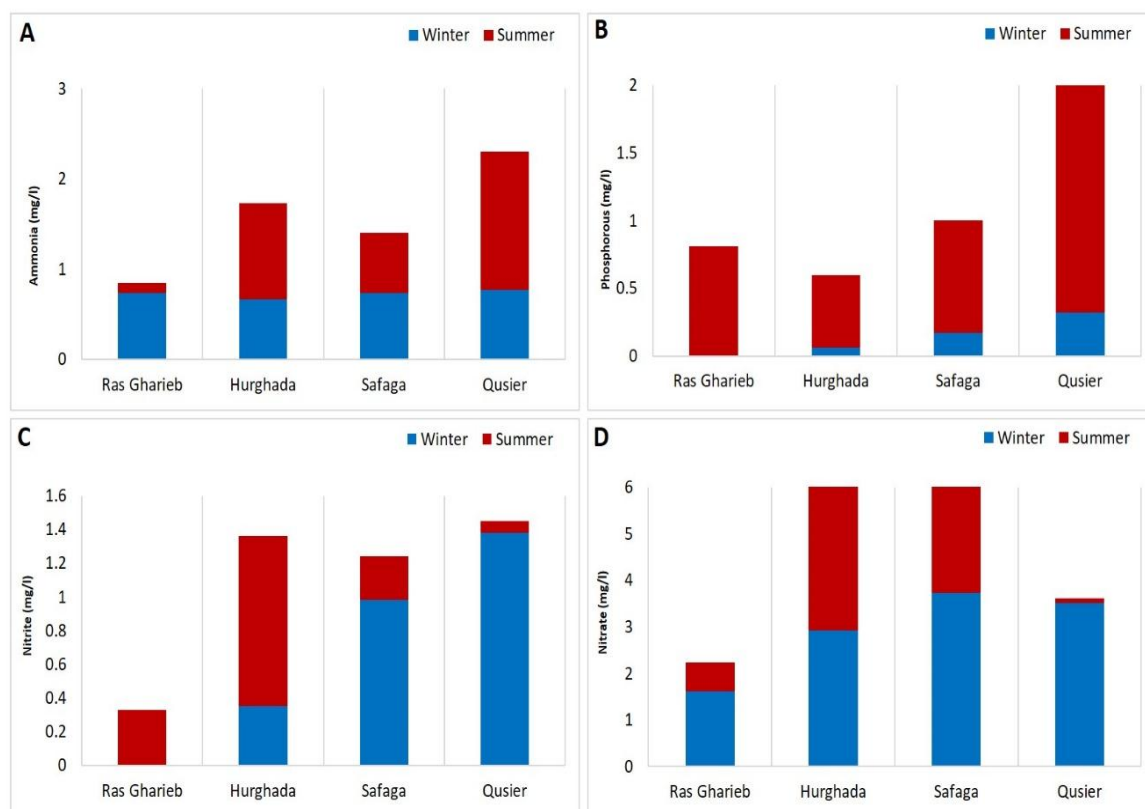 A
Winter Summer
Ammonia (mg/l)
3
2
1
0
Ras Gharieb Hurghada Safaga Qusier
B
Winter Summer
Phosphorous (mg/l)
2
1.5
1
0.5
0
Ras Gharieb Hurghada Safaga Qusier
C
Winter Summer
Nitrite (mg/l)
1.6
1.4
1.2
1
0.8
0.6
0.4
0.2
0
Ras Gharieb Hurghada Safaga Qusier
D
Winter Summer
Nitrate (mg/l)
6
5
4
3
2
1
0
Ras Gharieb Hurghada Safaga Qusier